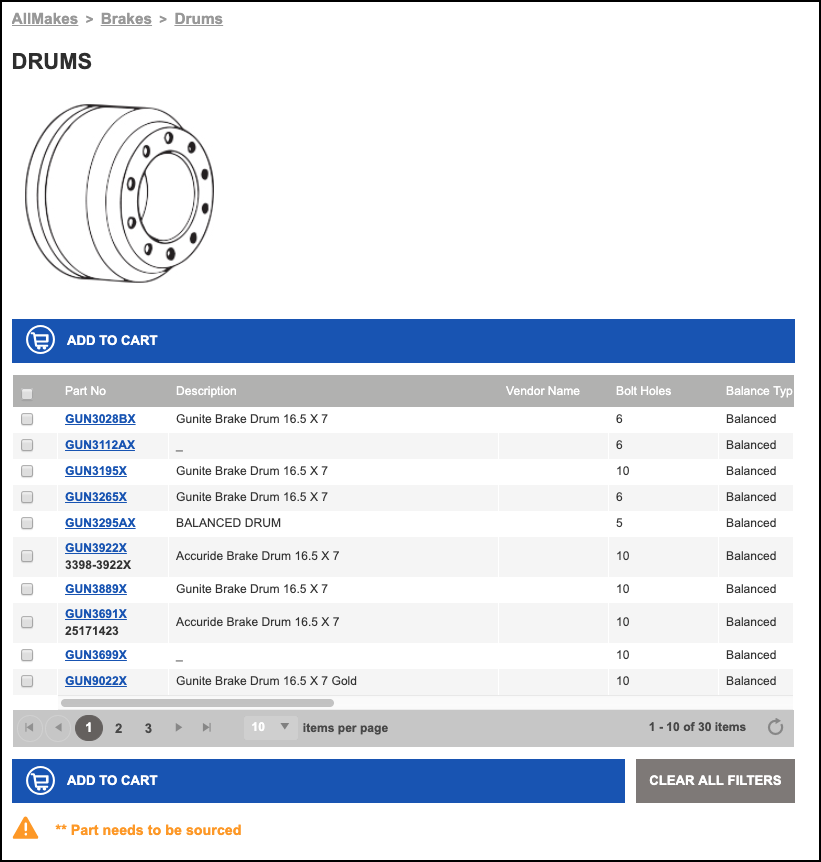 AllMakes > Brakes > Drums
DRUMS
ADD TO CART
Part No Description Vendor Name Bolt Holes Balance Typ
GUN3028BX Gunite Brake Drum 16.5 X 7 6 Balanced
GUN3112AX _ 6 Balanced
GUN3195X Gunite Brake Drum 16.5 X 7 10 Balanced
GUN3265X Gunite Brake Drum 16.5 X 7 6 Balanced
GUN3295AX BALANCED DRUM 5 Balanced
GUN3922X
3398-3922X Accuride Brake Drum 16.5 X 7 10 Balanced
GUN3889X Gunite Brake Drum 16.5 X 7 10 Balanced
GUN3691X
25171423 Accuride Brake Drum 16.5 X 7 10 Balanced
GUN3699X _ 10 Balanced
GUN9022X Gunite Brake Drum 16.5 X 7 Gold 10 Balanced
1 2 3 10 items per page 1 - 10 of 30 items
ADD TO CART CLEAR ALL FILTERS
** Part needs to be sourced